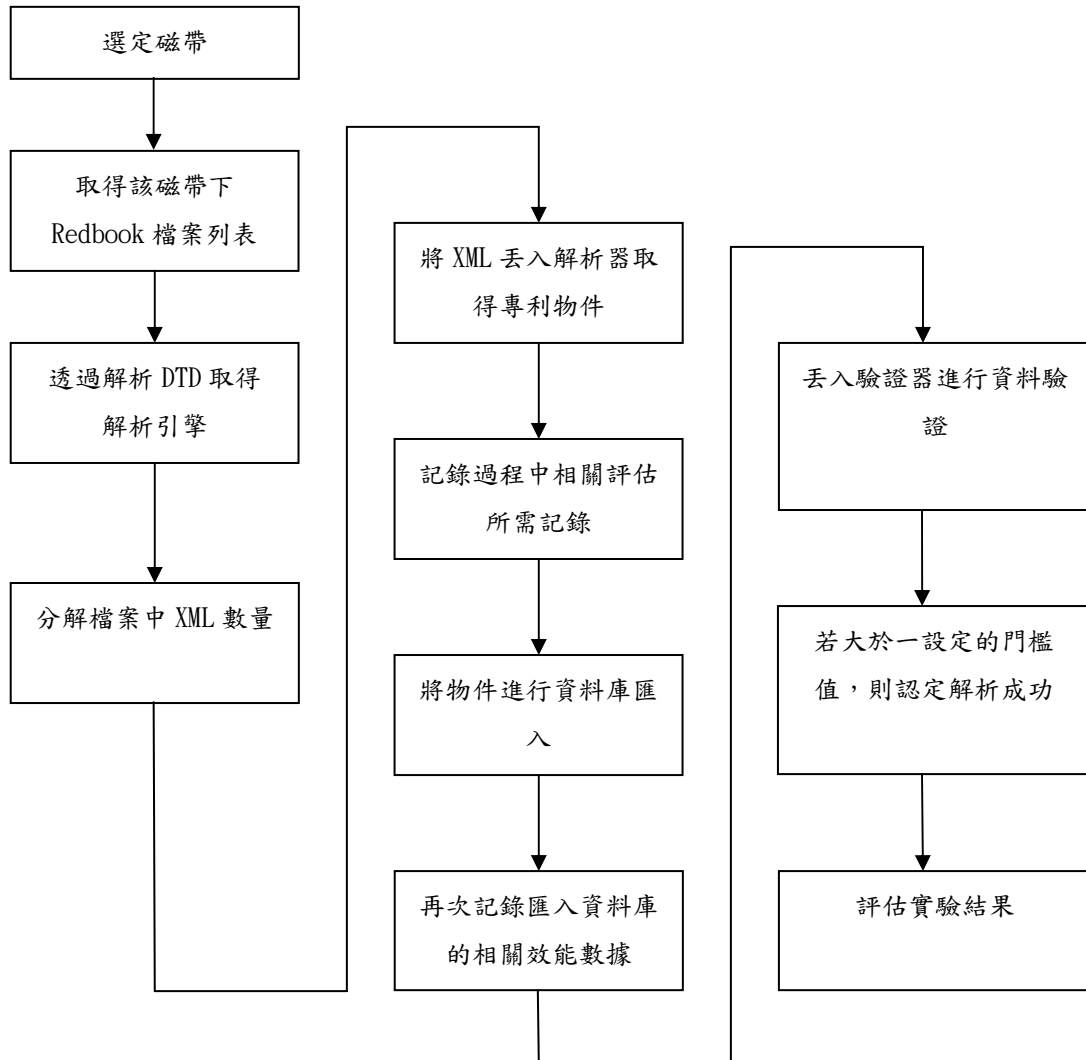 選定磁帶
取得該磁帶下
Redbook 檔案列表
透過解析 DTD 取得
解析引擎
分解檔案中 XML 數量
將 XML 丟入解析器取
得專利物件
記錄過程中相關評估
所需記錄
將物件進行資料庫匯
入
再次記錄匯入資料庫
的相關效能數據
丟入驗證器進行資料驗
證
若大於一設定的門檻
值，則認定解析成功
評估實驗結果